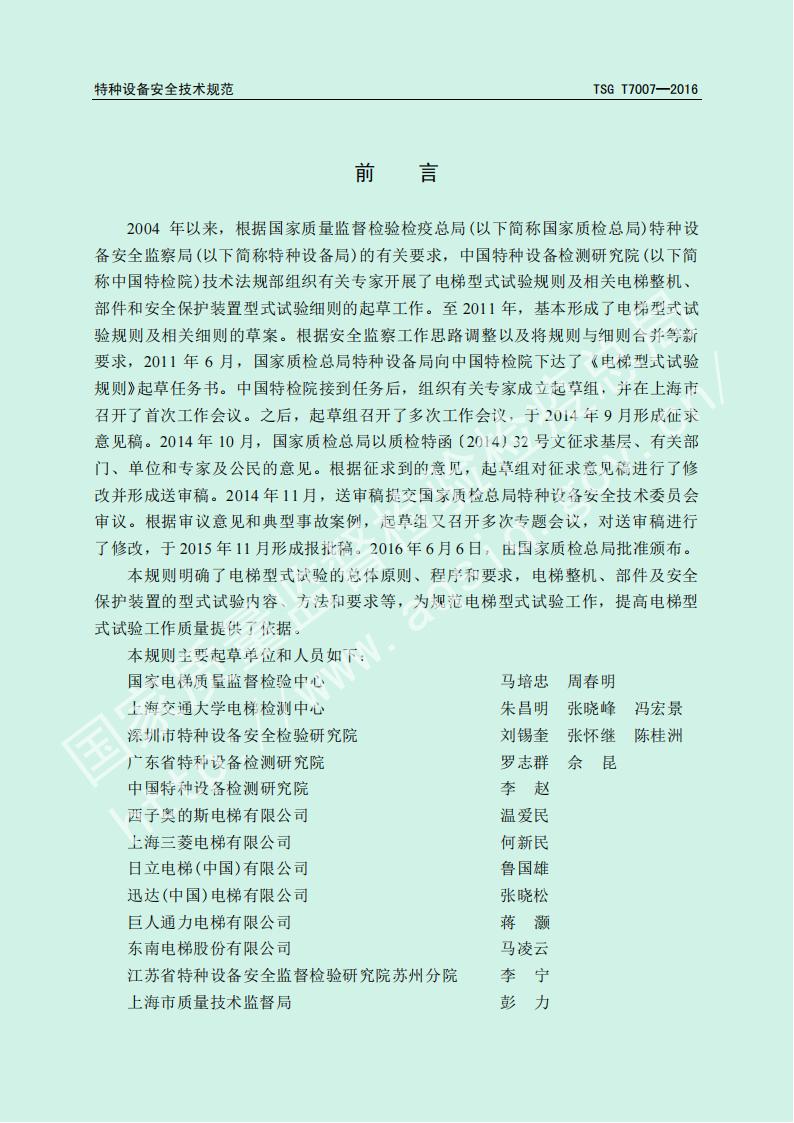 特种设备安全技术规范 TSG T7007—2016
前 言
2004 年以来，根据国家质量监督检验检疫总局(以下简称国家质检总局)特种设
备安全监察局(以下简称特种设备局)的有关要求，中国特种设备检测研究院(以下简
称中国特检院)技术法规部组织有关专家开展了电梯型式试验规则及相关电梯整机、
部件和安全保护装置型式试验细则的起草工作。至 2011 年，基本形成了电梯型式试
验规则及相关细则的草案。根据安全监察工作思路调整以及将规则与细则合并等新
要求，2011 年 6 月，国家质检总局特种设备局向中国特检院下达了《电梯型式试验
规则》起草任务书。中国特检院接到任务后，组织有关专家成立起草组，并在上海市
召开了首次工作会议。之后，起草组召开了多次工作会议，于 2014 年 9 月形成征求
意见稿。2014 年 10 月，国家质检总局以质检特函〔2014〕32 号文征求基层、有关部
门、单位和专家及公民的意见。根据征求到的意见，起草组对征求意见稿进行了修
改并形成送审稿。2014 年 11 月，送审稿提交国家质检总局特种设备安全技术委员会
审议。根据审议意见和典型事故案例，起草组又召开多次专题会议，对送审稿进行
了修改，于 2015 年 11 月形成报批稿。2016 年 6 月 6 日，由国家质检总局批准颁布。
本规则明确了电梯型式试验的总体原则、程序和要求，电梯整机、部件及安全
保护装置的型式试验内容、方法和要求等，为规范电梯型式试验工作，提高电梯型
式试验工作质量提供了依据。
本规则主要起草单位和人员如下：
国家电梯质量监督检验中心 马培忠 周春明
上海交通大学电梯检测中心 朱昌明 张晓峰 冯宏景
深圳市特种设备安全检验研究院 刘锡奎 张怀继 陈桂洲
广东省特种设备检测研究院 罗志群 佘 昆
中国特种设备检测研究院 李 赵
西子奥的斯电梯有限公司 温爱民
上海三菱电梯有限公司 何新民
日立电梯(中国)有限公司 鲁国雄
迅达(中国)电梯有限公司 张晓松
巨人通力电梯有限公司 蒋 灏
东南电梯股份有限公司 马凌云
江苏省特种设备安全监督检验研究院苏州分院 李 宁
上海市质量技术监督局 彭 力
国家质量监督检验检疫总局
http://www.aqsiq.gov.cn/